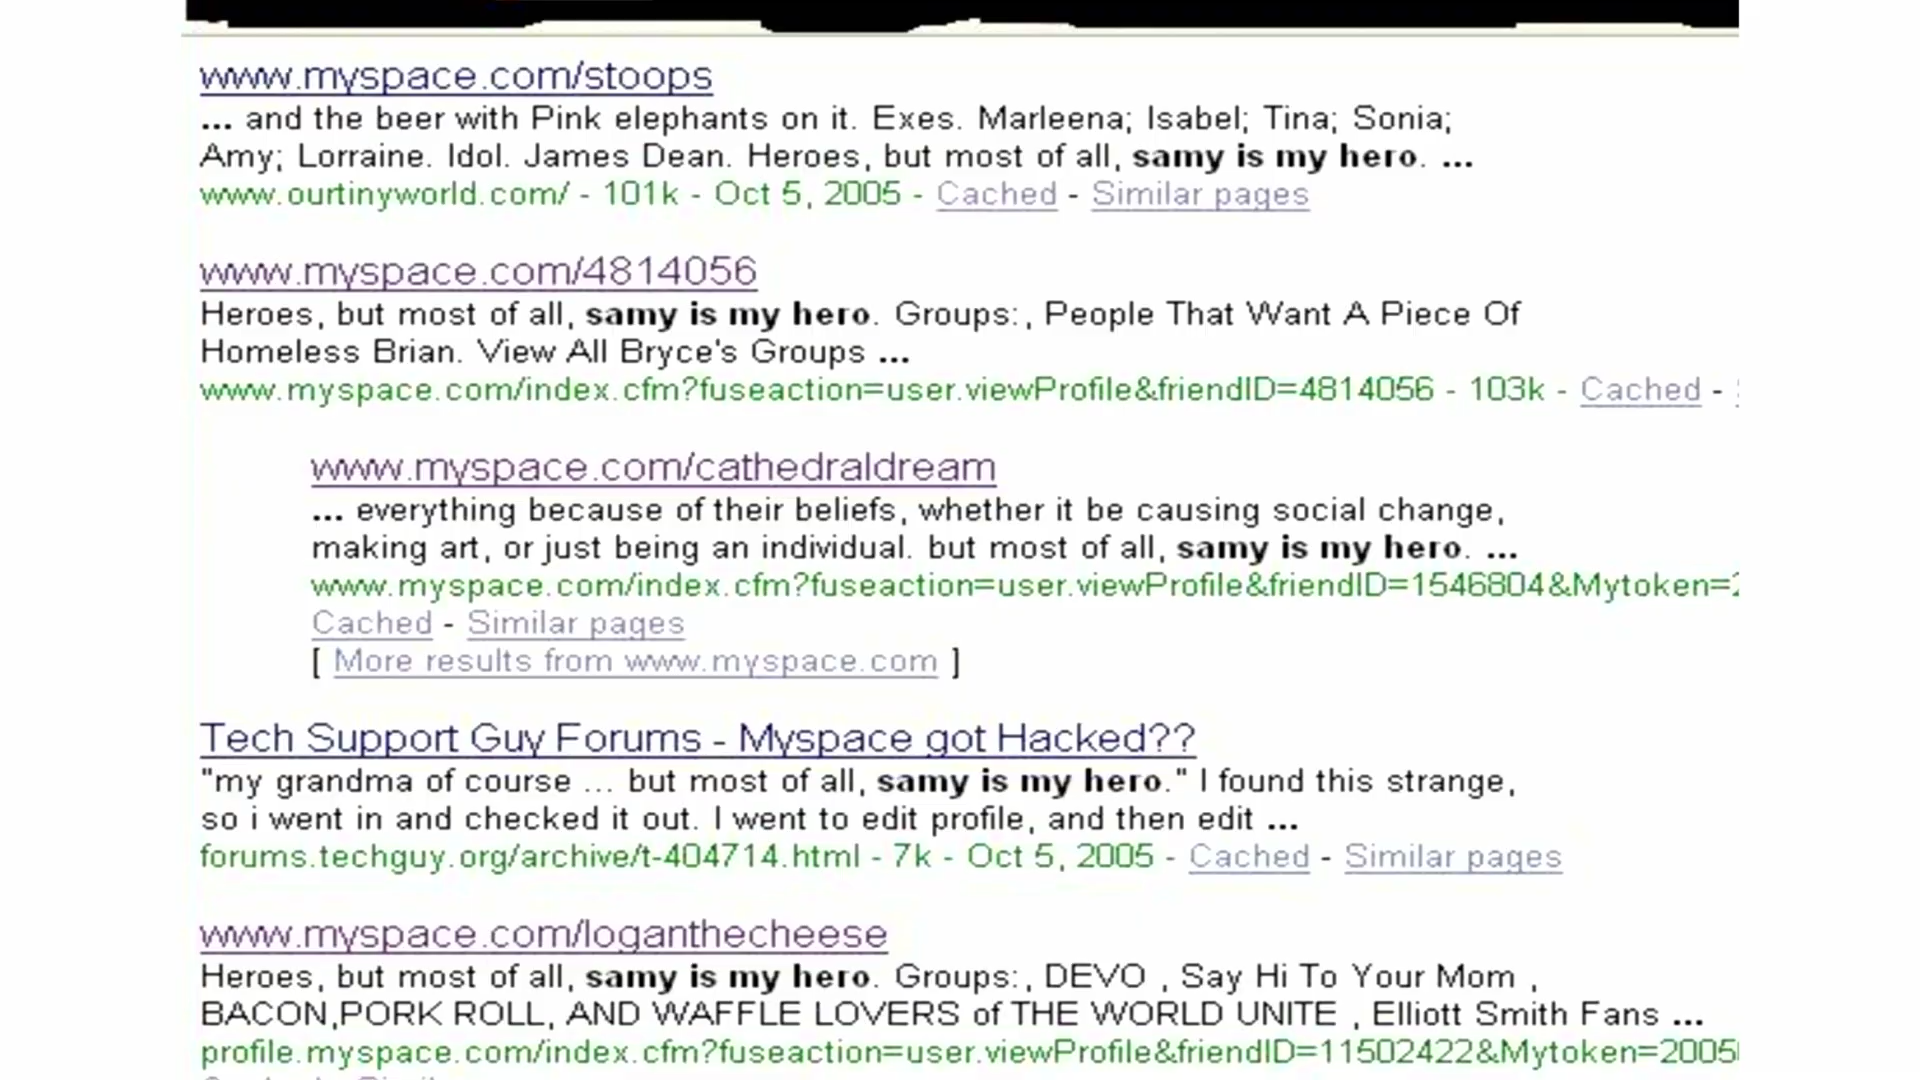 www.myspace.com/stoops
... and the beer with Pink elephants on it. Exes. Marleena; Isabel; Tina; Sonia;
Amy; Lorraine. Idol. James Dean. Heroes, but most of all, samy is my hero. ...
www.ourtinyworld.com/ - 101k - Oct 5, 2005 - Cached - Similar pages
www.myspace.com/4814056
Heroes, but most of all, samy is my hero. Groups:, People That Want A Piece Of
Homeless Brian. View All Bryce's Groups ...
www.myspace.com/index.cfm?fuseaction=user.viewProfile&friendID=4814056 - 103k - Cached -
www.myspace.com/cathedraldream
... everything because of their beliefs, whether it be causing social change,
making art, or just being an individual. but most of all, samy is my hero. ...
www.myspace.com/index.cfm?fuseaction=user.viewProfile&friendID=1546804&Mytoken=2
Cached - Similar pages
[ More results from www.myspace.com ]
Tech Support Guy Forums - Myspace got Hacked??
"my grandma of course ... but most of all, samy is my hero." I found this strange,
so i went in and checked it out. I went to edit profile, and then edit ...
forums.techguy.org/archive/t-404714.html - 7k - Oct 5, 2005 - Cached - Similar pages
www.myspace.com/loganthecheese
Heroes, but most of all, samy is my hero. Groups:, DEVO , Say Hi To Your Mom ,
BACON,PORK ROLL, AND WAFFLE LOVERS of THE WORLD UNITE , Elliott Smith Fans ...
profile.myspace.com/index.cfm?fuseaction=user.viewProfile&friendID=11502422&Mytoken=2005